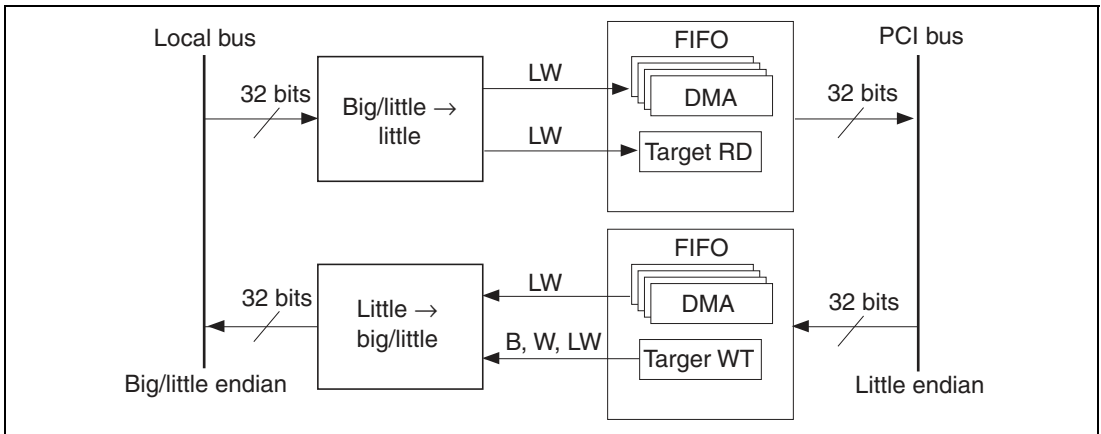 Local bus
FIFO
PCI bus
32 bits
Big/little →
little
LW
LW
DMA
Target RD
32 bits
FIFO
32 bits
Little →
big/little
LW
B, W, LW
DMA
Targer WT
32 bits
Big/little endian
Little endian